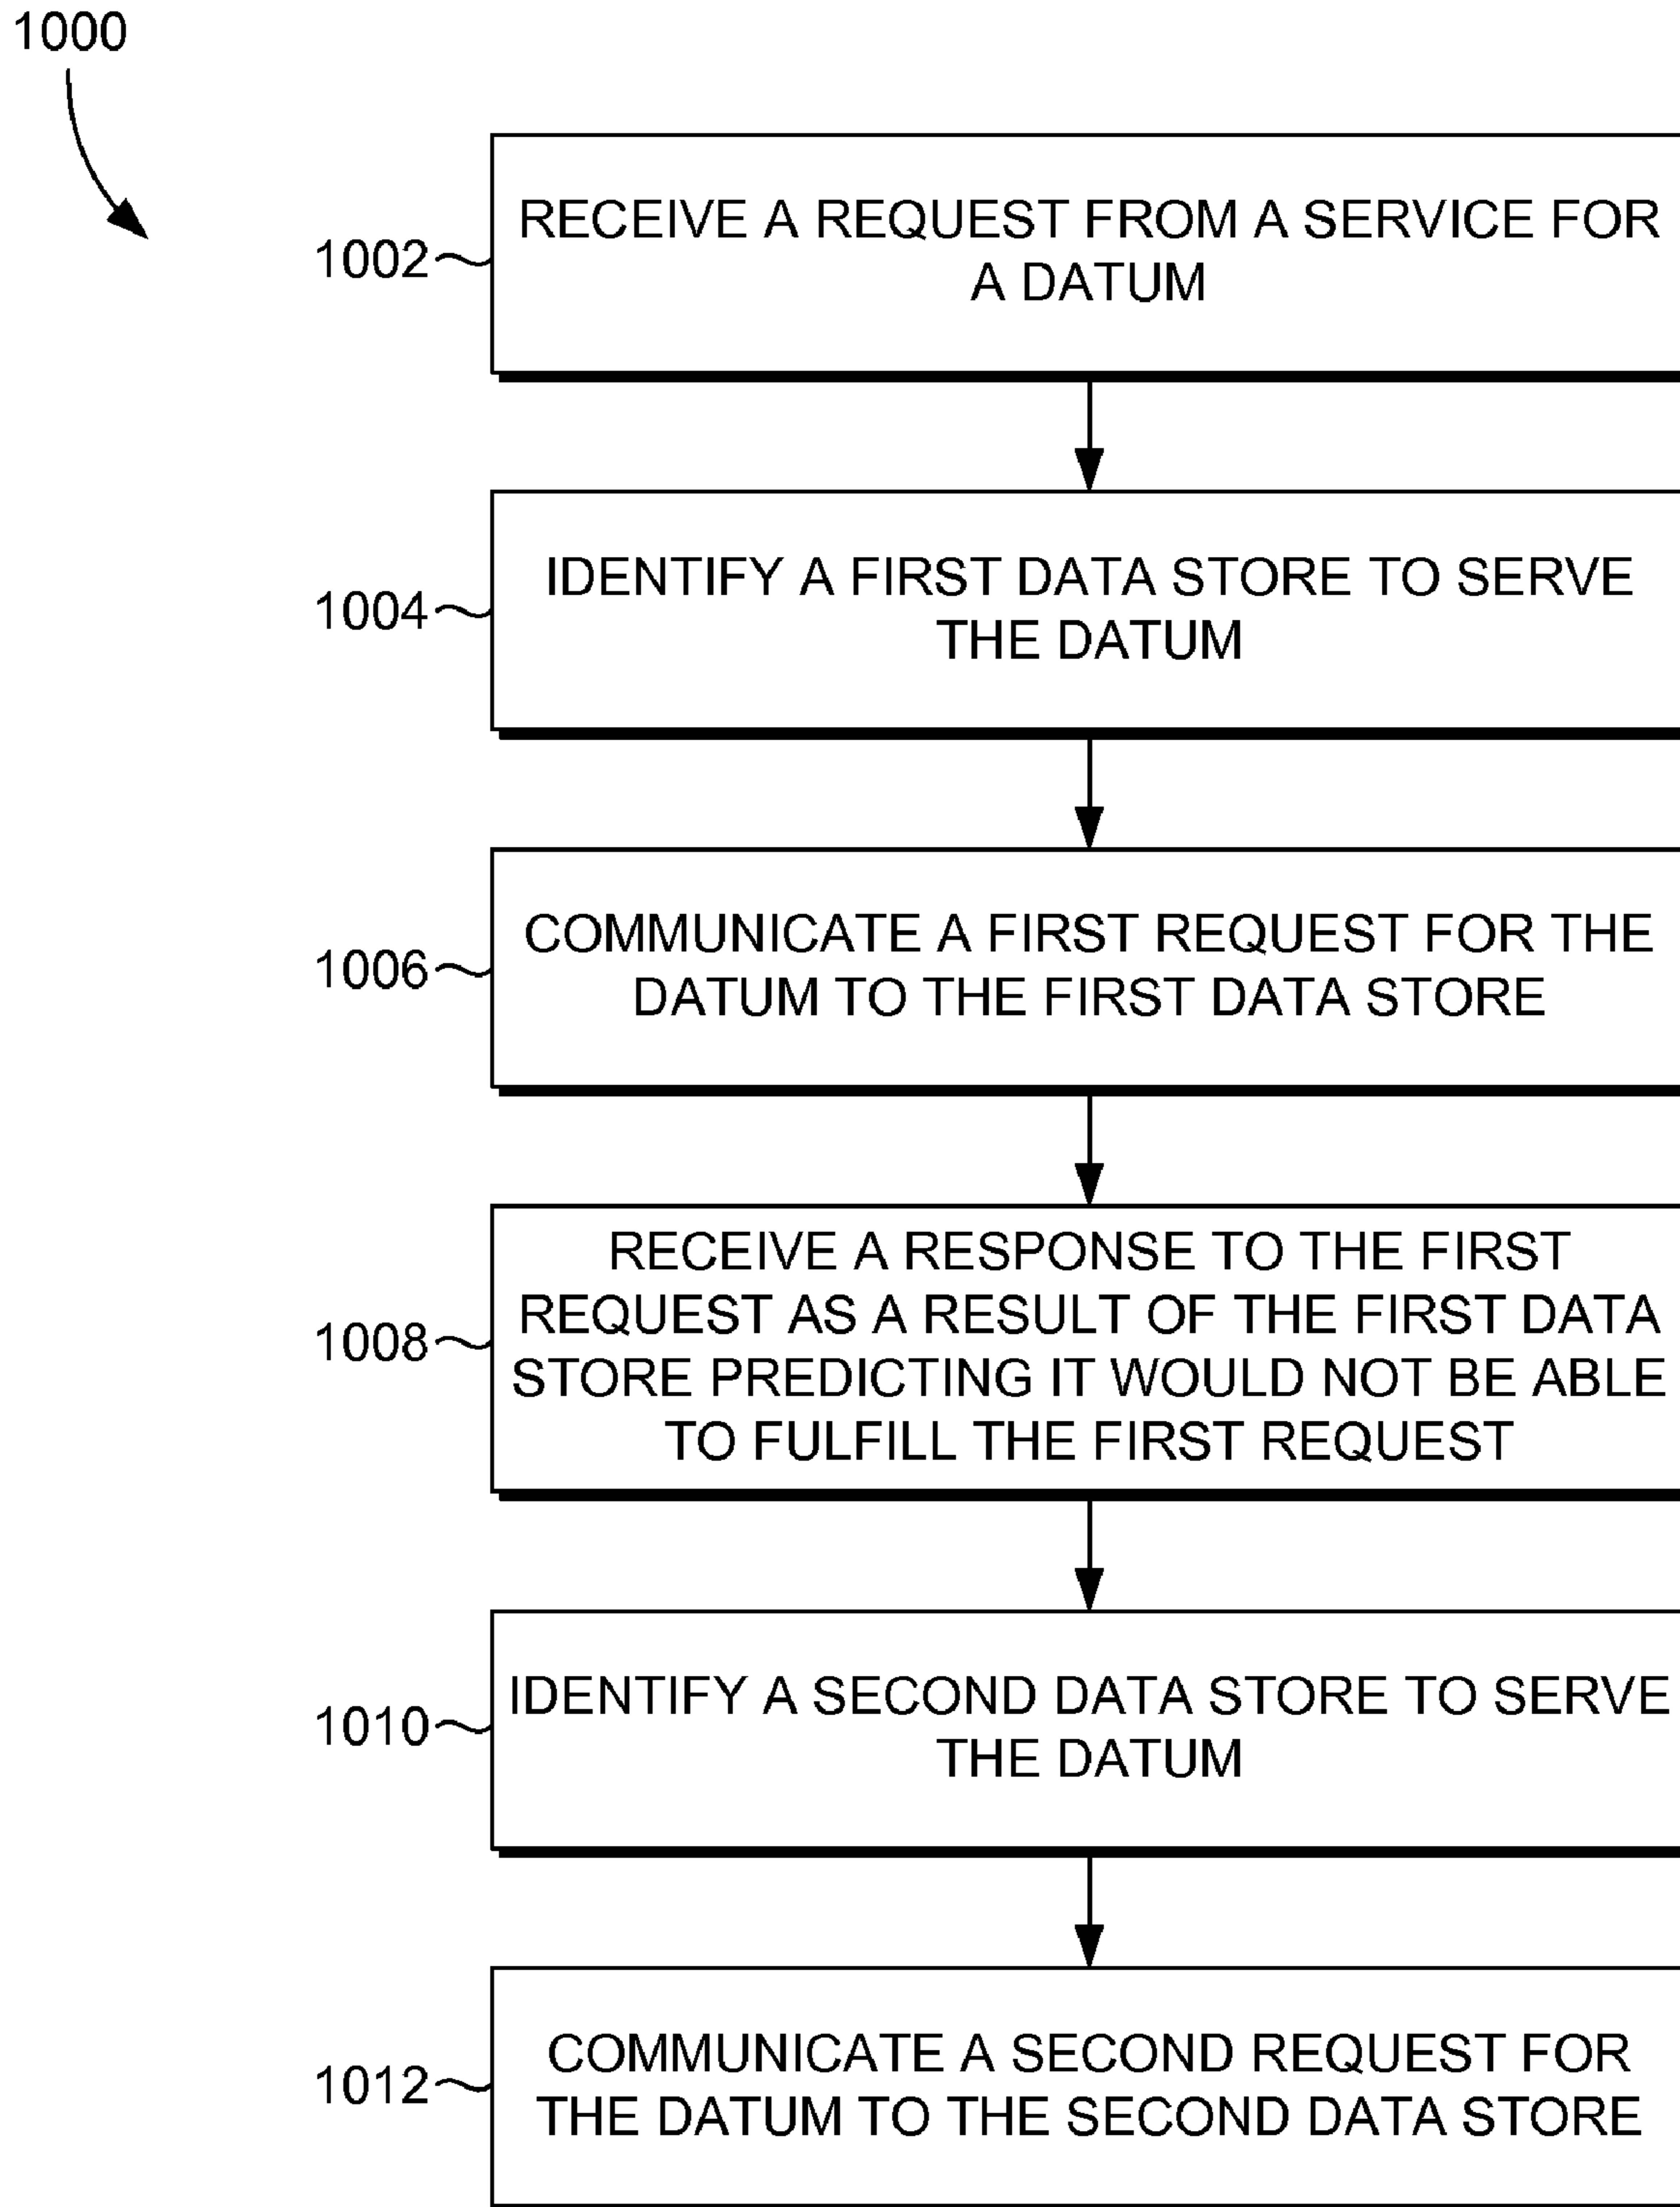 1000
1002
RECEIVE A REQUEST FROM A SERVICE FOR
A DATUM
1004
IDENTIFY A FIRST DATA STORE TO SERVE
THE DATUM
1006
COMMUNICATE A FIRST REQUEST FOR THE
DATUM TO THE FIRST DATA STORE
1008
RECEIVE A RESPONSE TO THE FIRST
REQUEST AS A RESULT OF THE FIRST DATA
STORE PREDICTING IT WOULD NOT BE ABLE
TO FULFILL THE FIRST REQUEST
1010
IDENTIFY A SECOND DATA STORE TO SERVE
THE DATUM
1012
COMMUNICATE A SECOND REQUEST FOR
THE DATUM TO THE SECOND DATA STORE